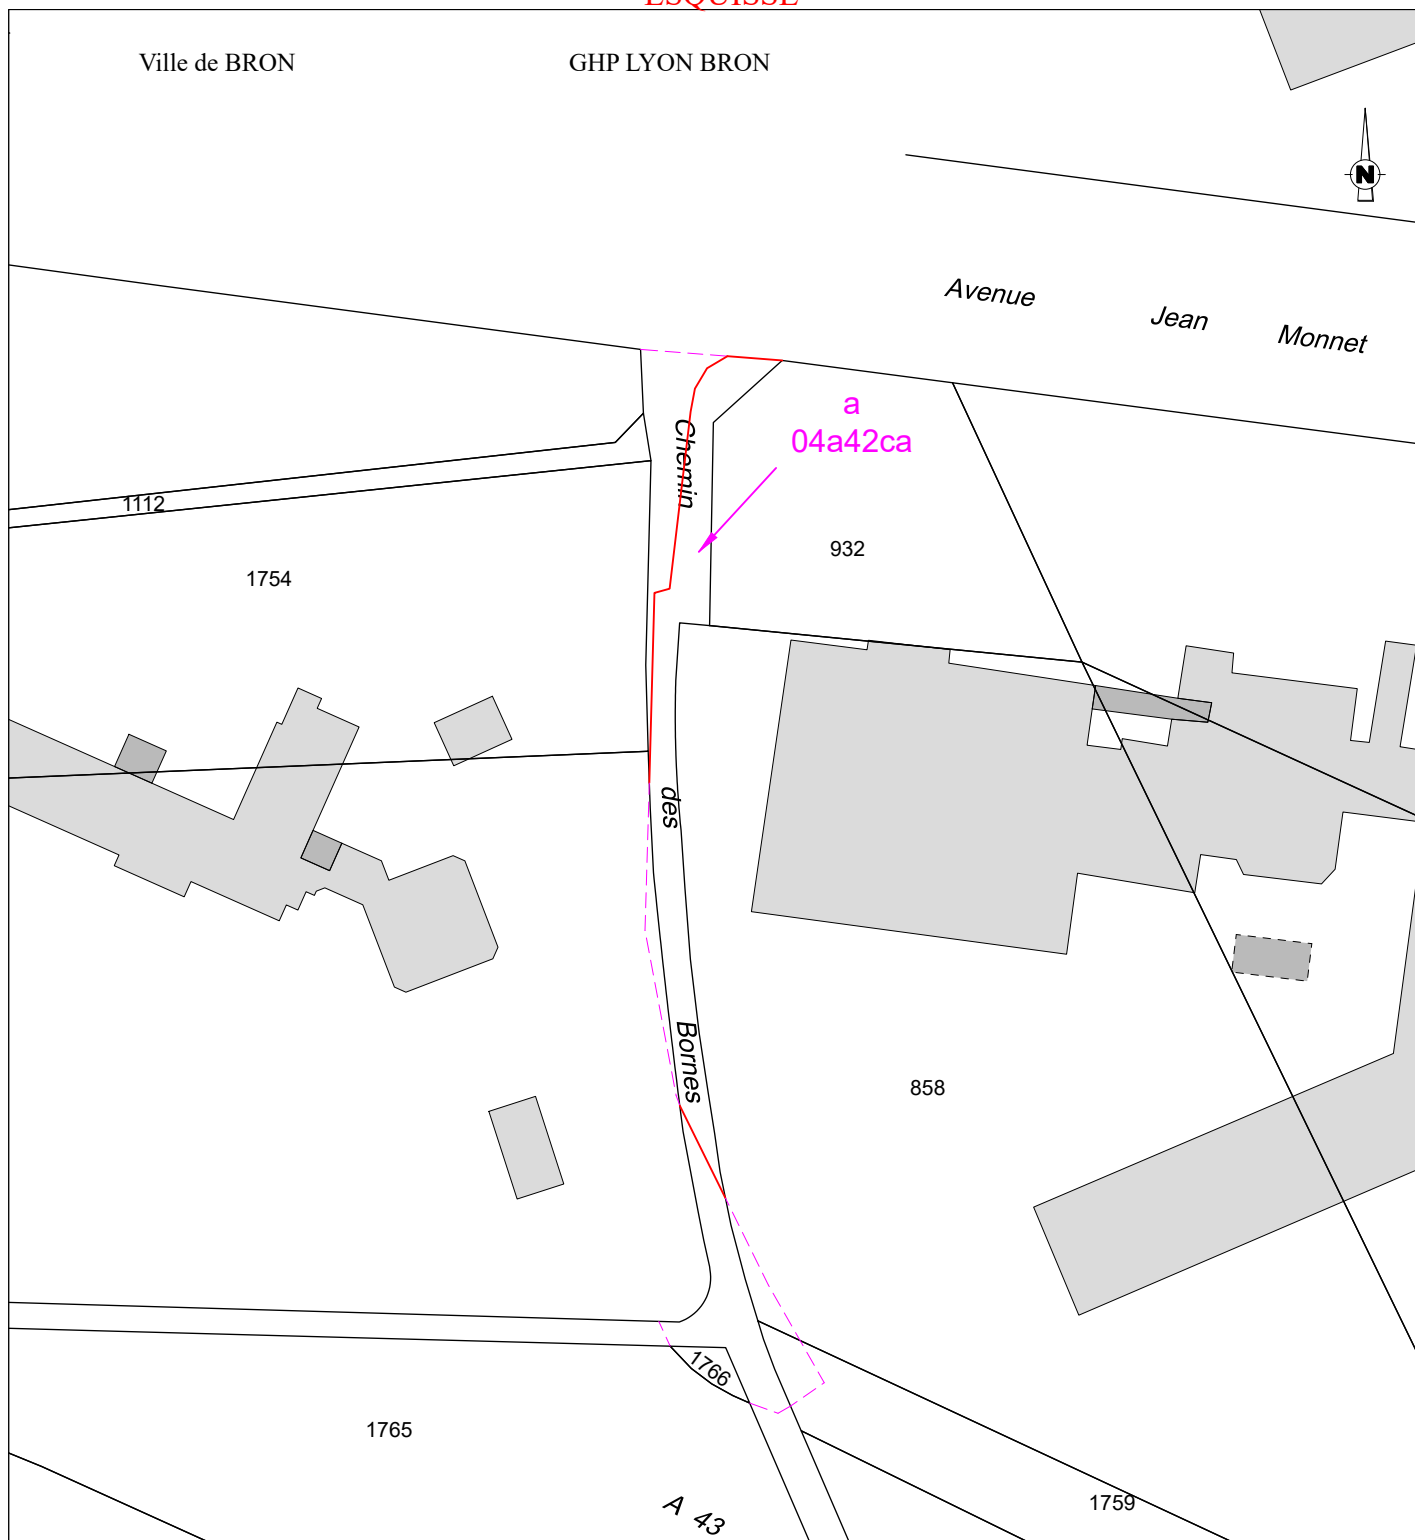 ESQUISSE
Ville de BRON
GHP LYON BRON
N
Avenue Jean Monnet
a
04a42ca
Chemin des Bornes
1112
1754
932
858
1766
1765
1759
A 43